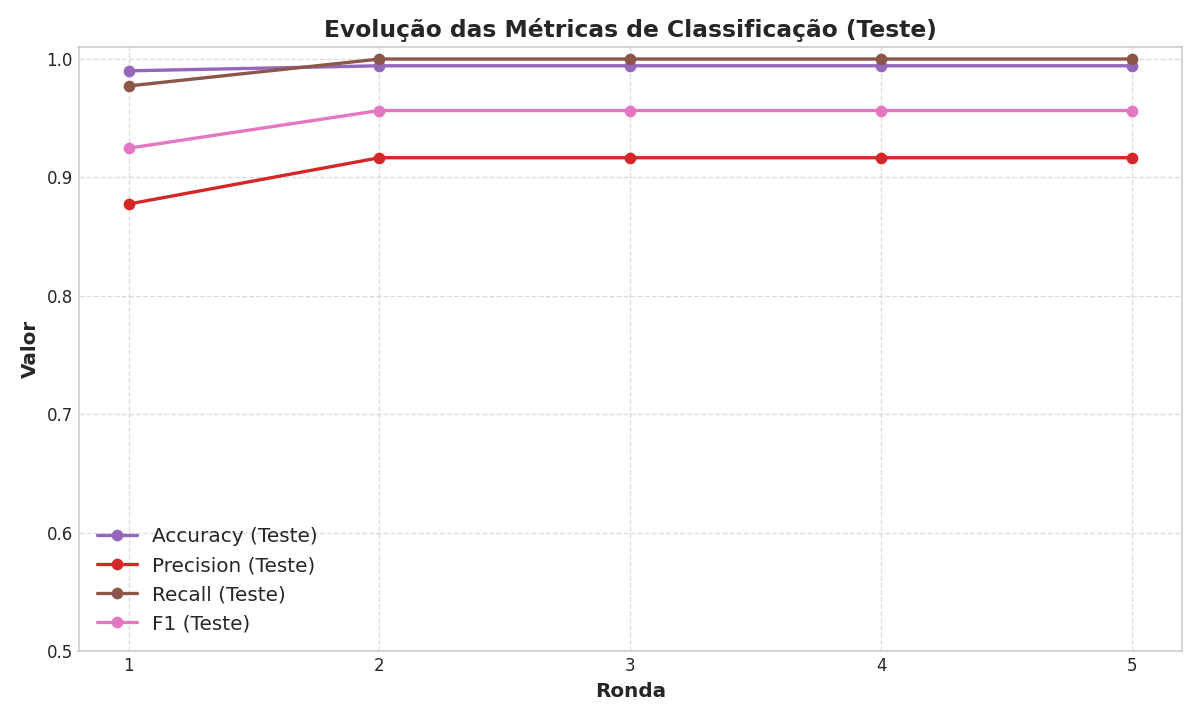 Evolução das Métricas de Classificação (Teste)
1.0
0.9
0.8
0.7
0.6
0.5
Valor
Accuracy (Teste)
Precision (Teste)
Recall (Teste)
F1 (Teste)
1 2 3 4 5
Ronda